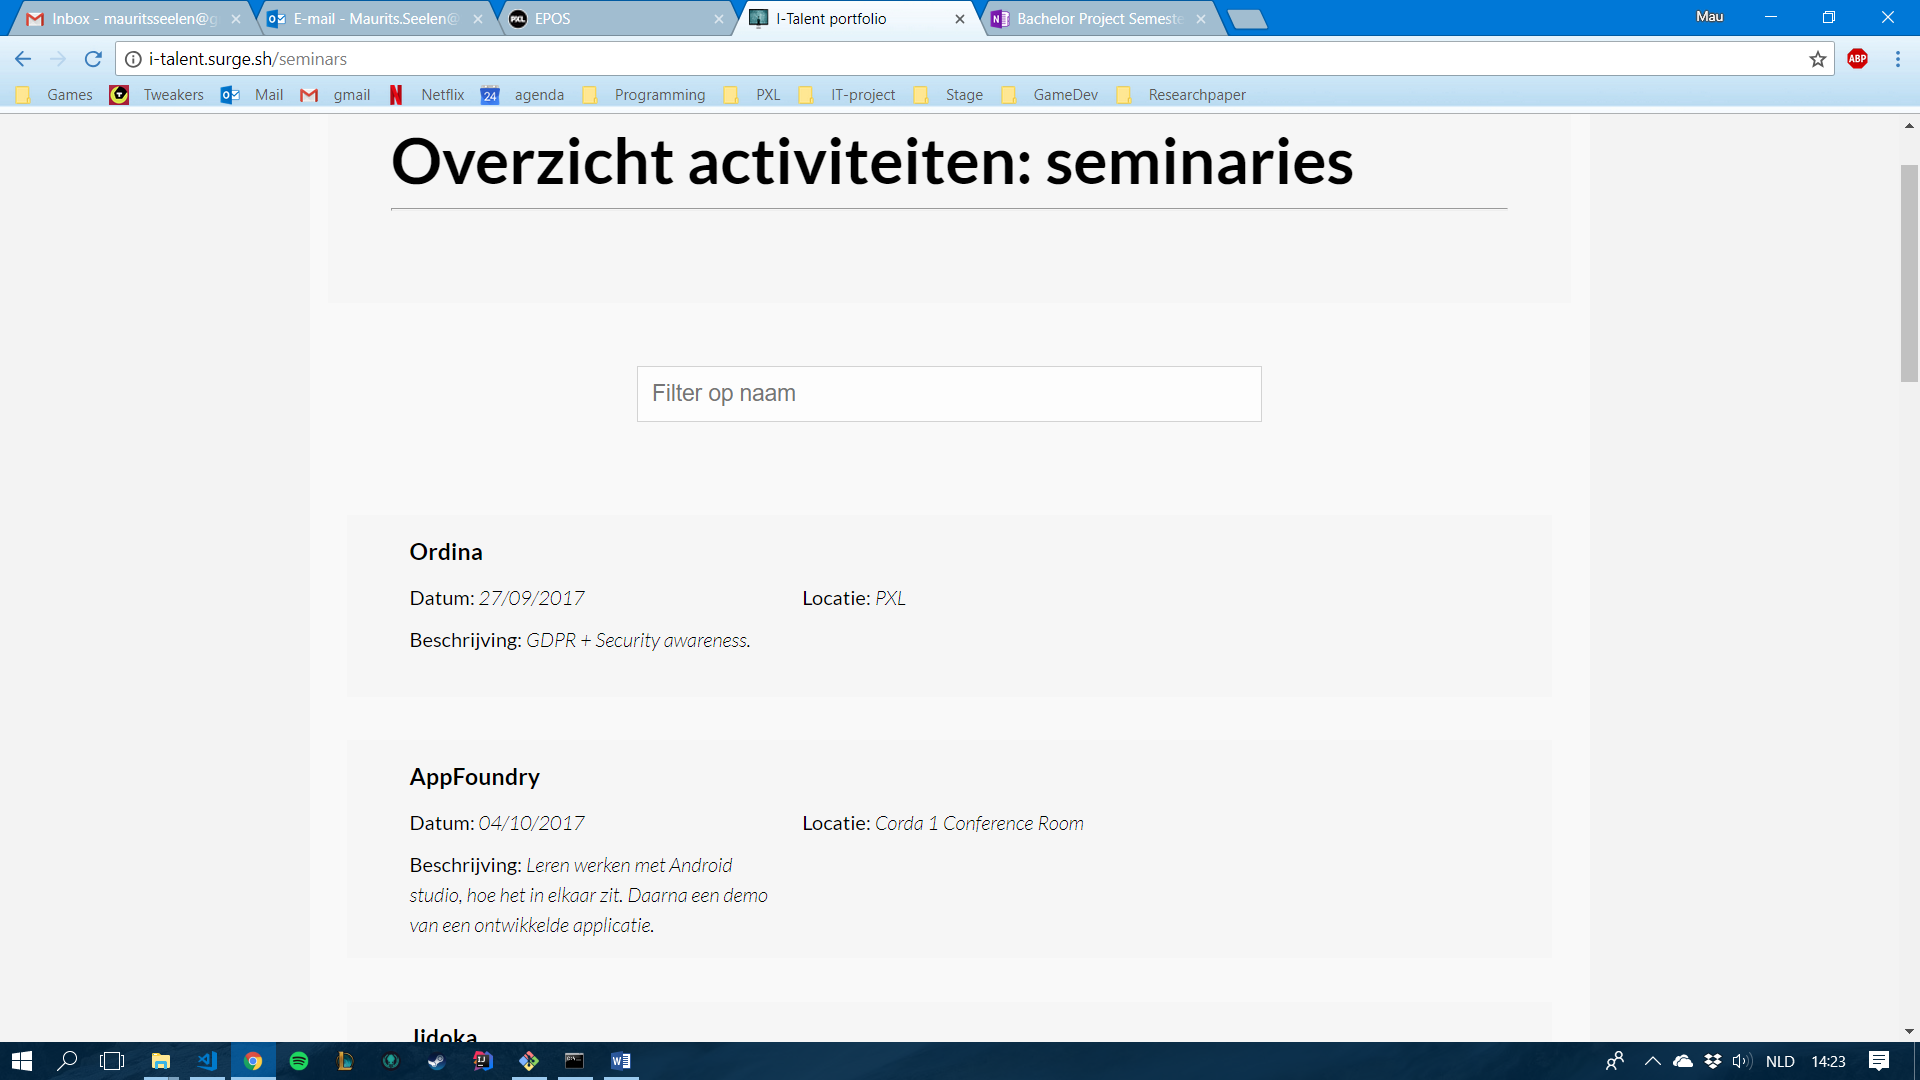 Inbox - mauritsseelen@g
E-mail - Maurits.Seelen@
PXL EPOS
I-Talent portfolio
Bachelor Project Semeste
Mau
i-talent.surge.sh/seminars
ABP
Games
Tweakers
Mail
gmail
Netflix
24 agenda
Programming
PXL
IT-project
Stage
GameDev
Researchpaper
Overzicht activiteiten: seminaries
Filter op naam
Ordina
Datum: 27/09/2017 Locatie: PXL
Beschrijving: GDPR + Security awareness.
AppFoundry
Datum: 04/10/2017 Locatie: Corda 1 Conference Room
Beschrijving: Leren werken met Android
studio, hoe het in elkaar zit. Daarna een demo
van een ontwikkelde applicatie.
Jidoka
NLD
14:23